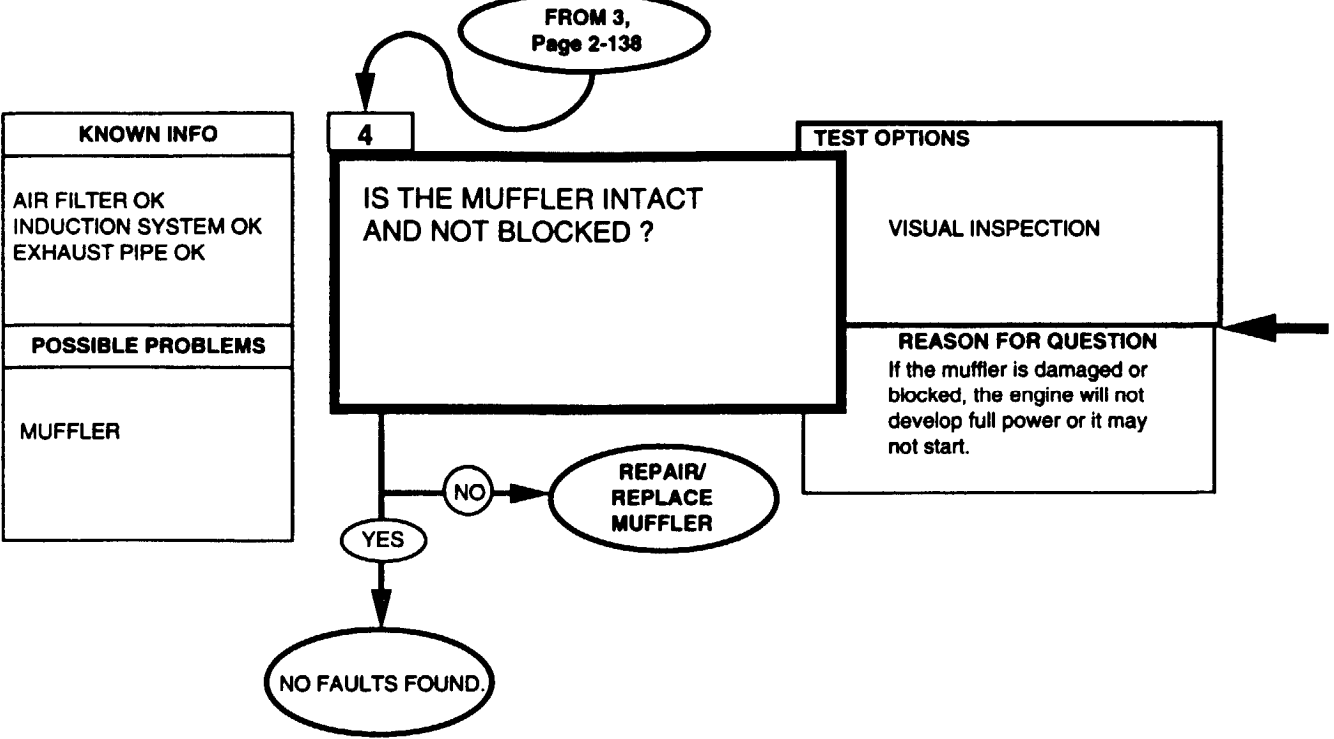 FROM 3,
Page 2-138
KNOWN INFO
AIR FILTER OK
INDUCTION SYSTEM OK
EXHAUST PIPE OK
POSSIBLE PROBLEMS
MUFFLER
4
IS THE MUFFLER INTACT
AND NOT BLOCKED ?
TEST OPTIONS
VISUAL INSPECTION
REASON FOR QUESTION
If the muffler is damaged or
blocked, the engine will not
develop full power or it may
not start.
NO
REPAIR/
REPLACE
MUFFLER
YES
NO FAULTS FOUND.